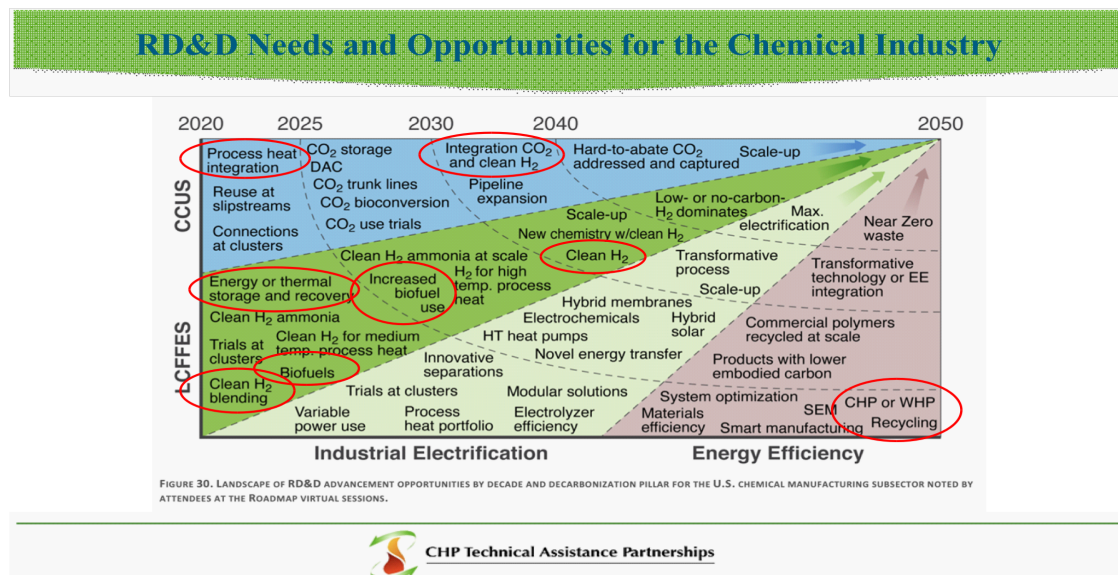 RD&D Needs and Opportunities for the Chemical Industry
2020 2025 2030 2040 2050
CCUS
Process heat
integration
Reuse at
slipstreams
Connections
at clusters
CO2 storage
DAC
CO2 trunk lines
CO2 bioconversion
CO2 use trials
Integration CO2
and clean H2
Pipeline
expansion
Hard-to-abate CO2
addressed and captured
Scale-up
LCFFES
Energy or thermal
storage and recovery
Clean H2 ammonia
Trials at
clusters
Clean H2
blending
Clean H2 for medium
temp. process heat
Biofuels
Clean H2 ammonia at scale
Increased
biofuel
use
H2 for high
temp. process
heat
Scale-up
New chemistry w/clean H2
Clean H2
Low- or no-carbon-
H2 dominates
Max.
electrification
Transformative
process
Scale-up
Hybrid membranes
Electrochemicals
Hybrid
solar
HT heat pumps
Novel energy transfer
Innovative
separations
Trials at clusters
Modular solutions
Variable
power use
Process
heat portfolio
Electrolyzer
efficiency
Near Zero
waste
Transformative
technology or EE
integration
Commercial polymers
recycled at scale
Products with lower
embodied carbon
System optimization
Materials
efficiency
SEM
Smart manufacturing
CHP or WHP
Recycling
Industrial Electrification
Energy Efficiency
FIGURE 30. LANDSCAPE OF RD&D ADVANCEMENT OPPORTUNITIES BY DECADE AND DECARBONIZATION PILLAR FOR THE U.S. CHEMICAL MANUFACTURING SUBSECTOR NOTED BY
ATTENDEES AT THE ROADMAP VIRTUAL SESSIONS.
CHP Technical Assistance Partnerships